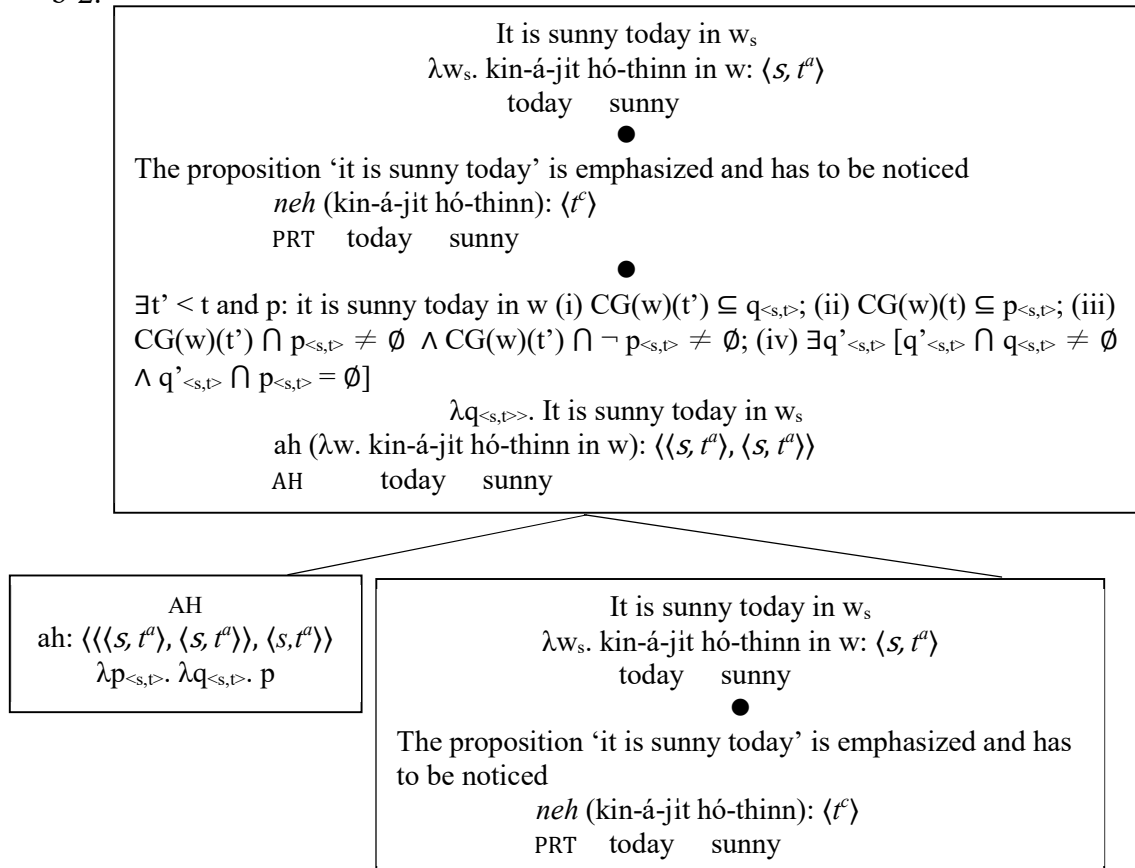 It is sunny today in wₛ
λwₛ. kin-á-ji̍t hó-thinn in w: ⟨s, tᵃ⟩
today sunny
●
The proposition ‘it is sunny today’ is emphasized and has to be noticed
neh (kin-á-ji̍t hó-thinn): ⟨tᶜ⟩
PRT today sunny
●
∃t’ < t and p: it is sunny today in w (i) CG(w)(t’) ⊆ q<s,t>; (ii) CG(w)(t) ⊆ p<s,t>; (iii)
CG(w)(t’) ⋂ p<s,t> ≠ ∅ ∧ CG(w)(t’) ⋂ ¬ p<s,t> ≠ ∅; (iv) ∃q’<s,t> [q’<s,t> ⋂ q<s,t> ≠ ∅
∧ q’<s,t> ⋂ p<s,t> = ∅]
λq<s,t>>. It is sunny today in wₛ
ah (λw. kin-á-ji̍t hó-thinn in w): ⟨⟨s, tᵃ⟩, ⟨s, tᵃ⟩⟩
AH today sunny
AH
ah: ⟨⟨⟨s, tᵃ⟩, ⟨s, tᵃ⟩⟩, ⟨s,tᵃ⟩⟩
λp<s,t>. λq<s,t>. p
It is sunny today in wₛ
λwₛ. kin-á-ji̍t hó-thinn in w: ⟨s, tᵃ⟩
today sunny
●
The proposition ‘it is sunny today’ is emphasized and has
to be noticed
neh (kin-á-ji̍t hó-thinn): ⟨tᶜ⟩
PRT today sunny